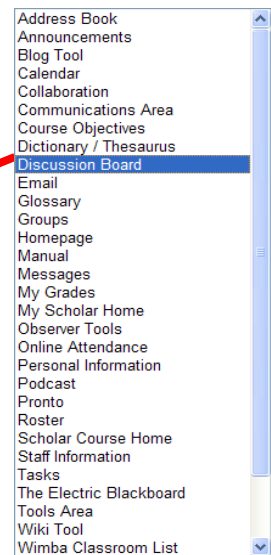 Address Book
Announcements
Blog Tool
Calendar
Collaboration
Communications Area
Course Objectives
Dictionary / Thesaurus
Discussion Board
Email
Glossary
Groups
Homepage
Manual
Messages
My Grades
My Scholar Home
Observer Tools
Online Attendance
Personal Information
Podcast
Pronto
Roster
Scholar Course Home
Staff Information
Tasks
The Electric Blackboard
Tools Area
Wiki Tool
Wimba Classroom List